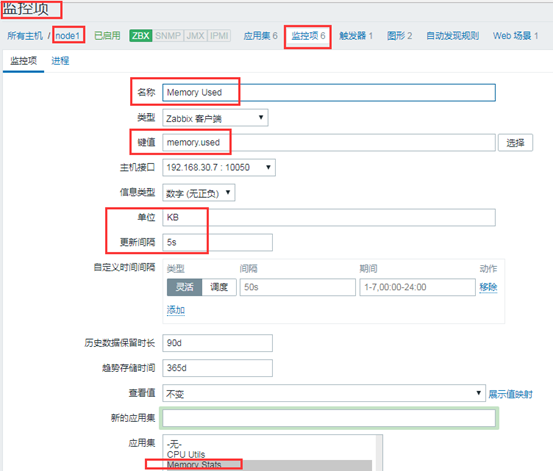 监控项
所有主机 / node1 已启用 ZBX SNMP JMX IPMI 应用集 6 监控项 6 触发器 1 图形 2 自动发现规则 Web 场景 1
监控项 进程
名称 Memory Used
类型 Zabbix 客户端
键值 memory.used 选择
主机接口 192.168.30.7 : 10050
信息类型 数字 (无正负)
单位 KB
更新间隔 5s
自定义时间间隔 类型 间隔 期间 动作
灵活 调度 50s 1-7,00:00-24:00 移除
添加
历史数据保留时长 90d
趋势存储时间 365d
查看值 不变 展示值映射
新的应用集
应用集 -无-
CPU Utils
Memory Stats